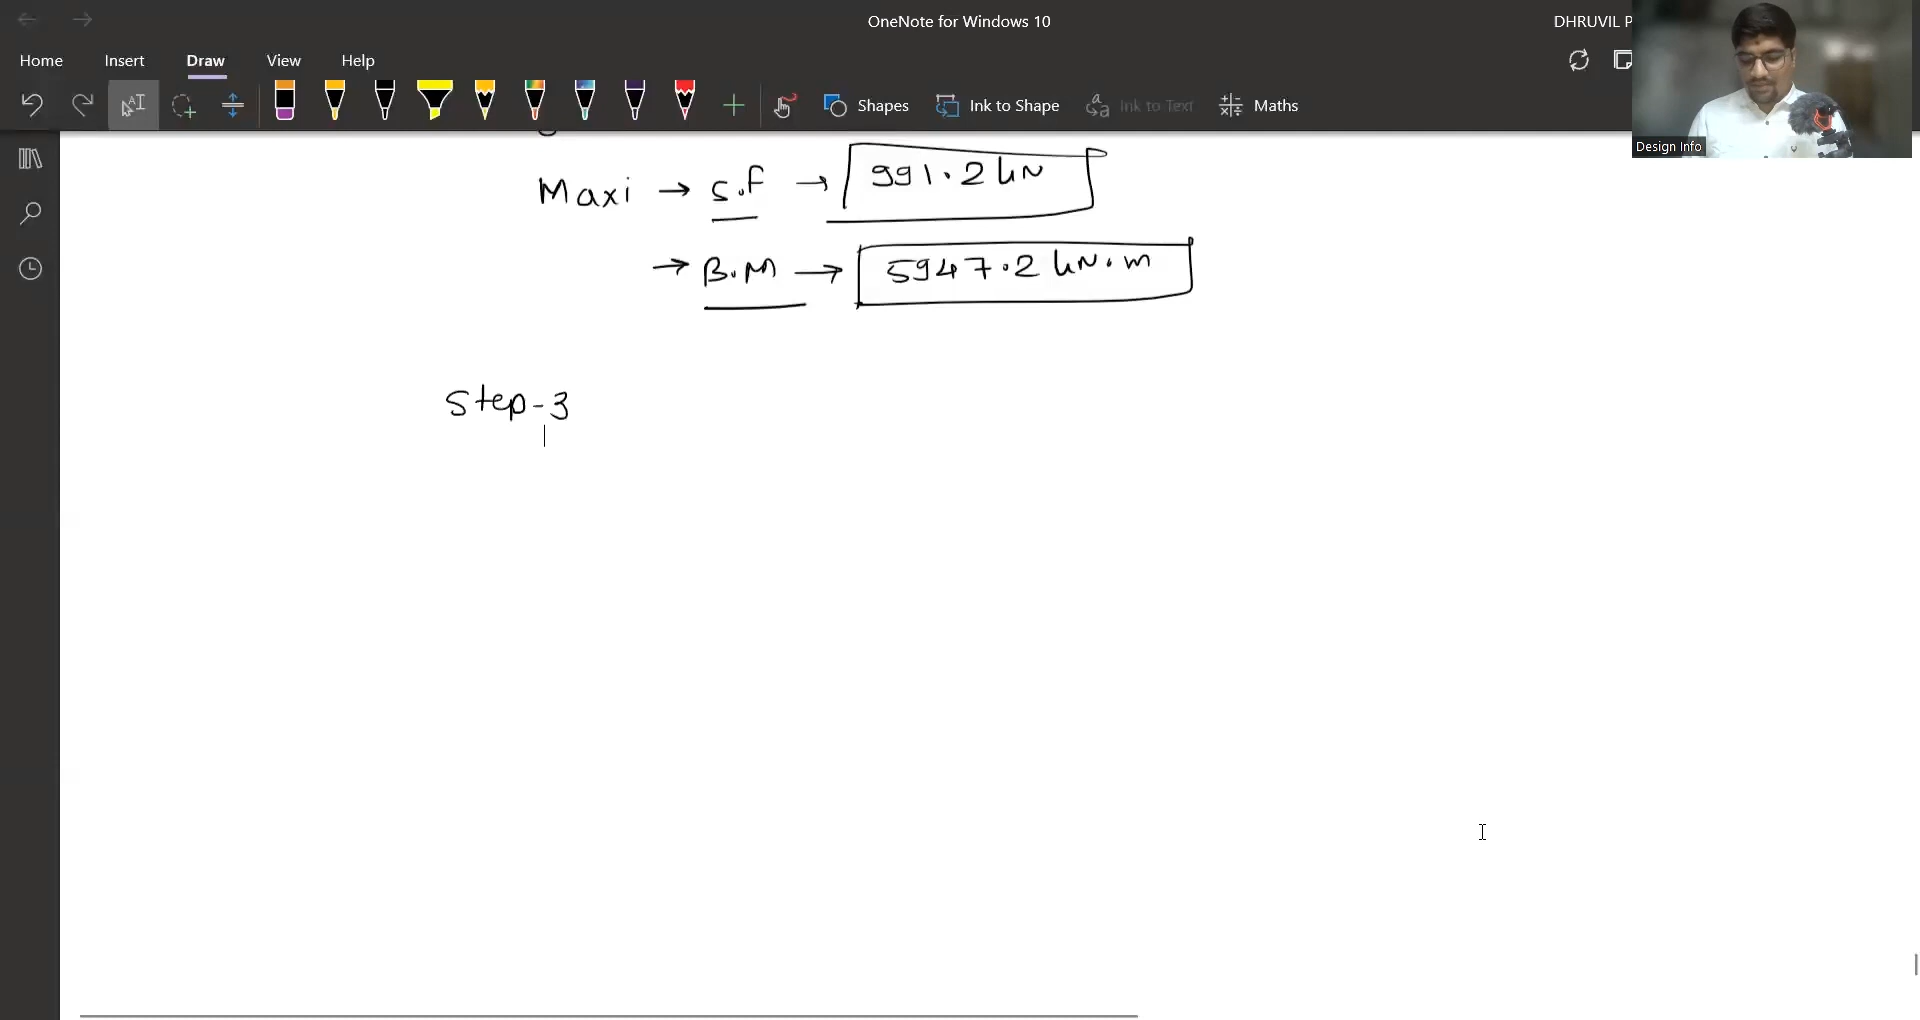 OneNote for Windows 10
DHRUVIL P
Home Insert Draw View Help
Shapes Ink to Shape Ink to Text Maths
Design Info
Maxi → S.F → 991.2 kN
→ B.M → 5947.2 kN.m
Step-3